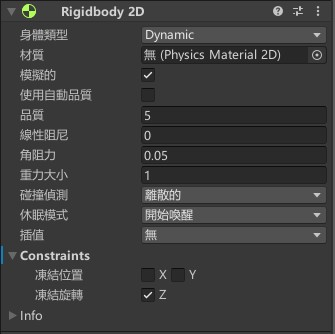 Rigidbody 2D
身體類型 Dynamic
材質 無 (Physics Material 2D)
模擬的
使用自動品質
品質 5
線性阻尼 0
角阻力 0.05
重力大小 1
碰撞偵測 離散的
休眠模式 開始喚醒
插值 無
Constraints
凍結位置 X Y
凍結旋轉 Z
Info